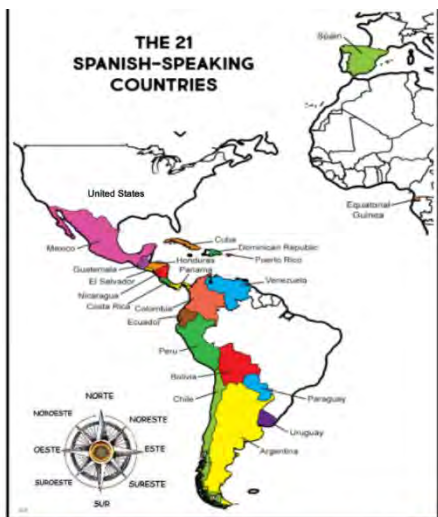 THE 21
SPANISH-SPEAKING
COUNTRIES
Spain
United States
Equatorial
Guinea
Mexico
Cuba
Dominican Republic
Puerto Rico
Guatemala
Honduras
El Salvador
Panama
Nicaragua
Costa Rica
Venezuela
Colombia
Ecuador
Peru
Bolivia
Chile
Paraguay
Uruguay
Argentina
NORTE
NOROESTE
NORESTE
OESTE
ESTE
SUROESTE
SURESTE
SUR